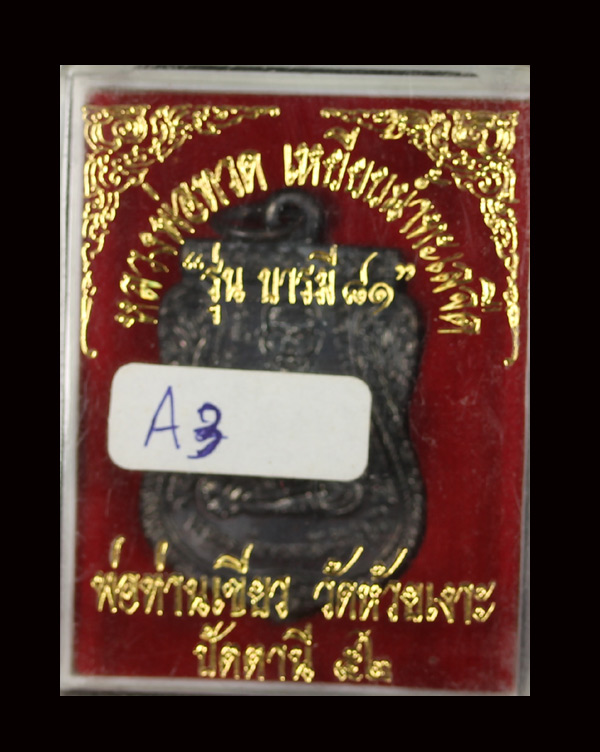 หลวงพ่อทวด เหยียบน้ำทะเลจืด
“รุ่น บารมี ๘๑”
A3
พ่อท่านเขียว วัดห้วยเงาะ
ปัตตานี ๕๒